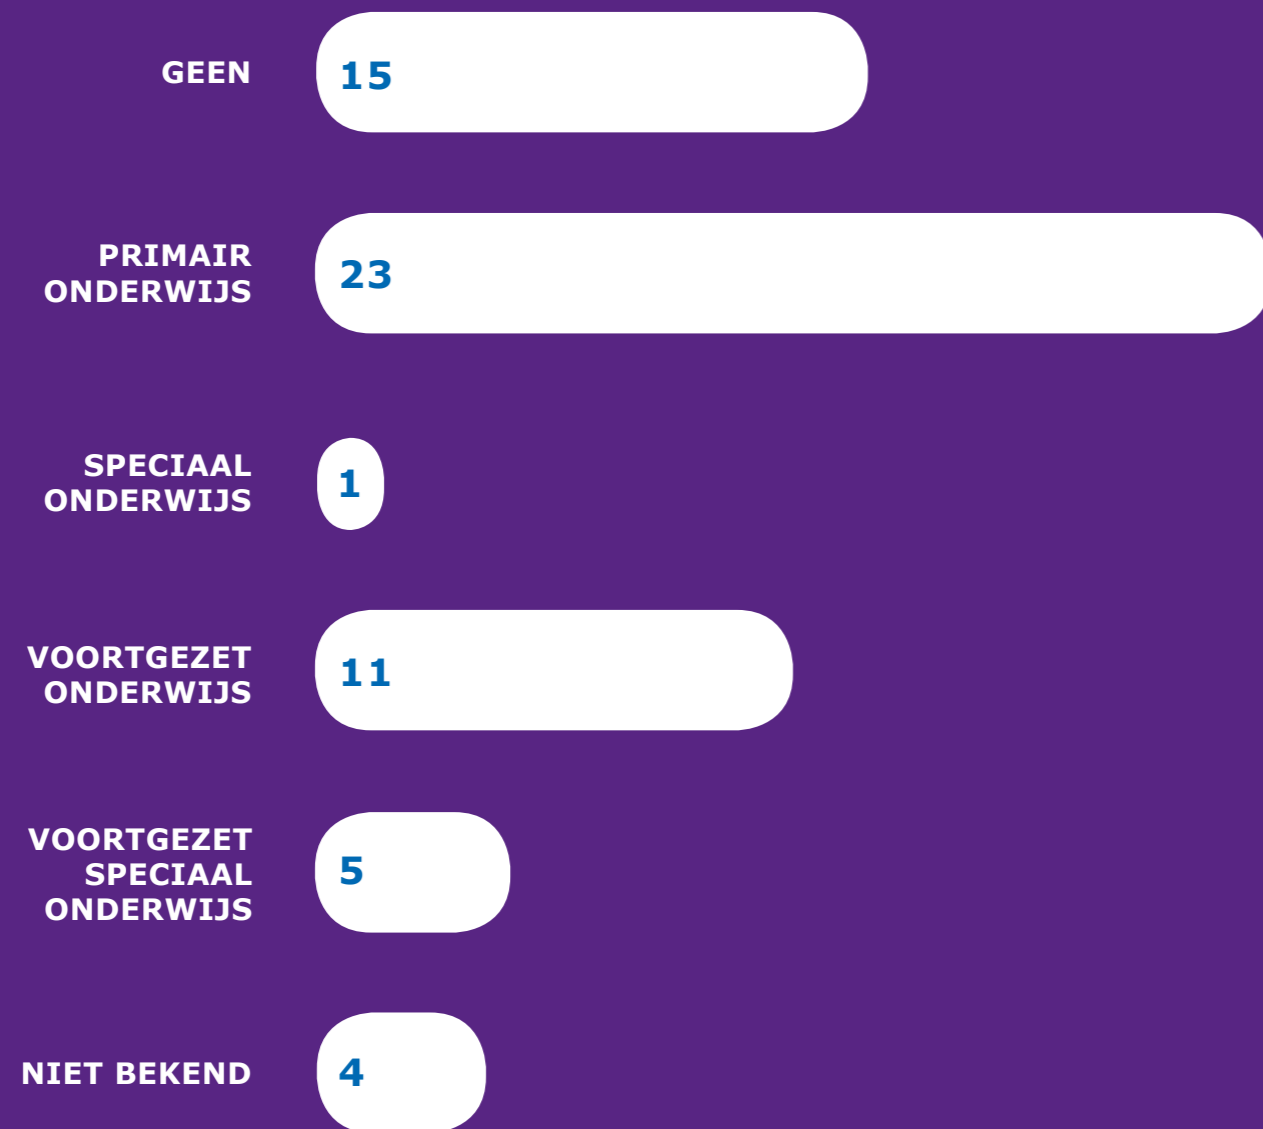 GEEN
15
PRIMAIR
ONDERWIJS
23
SPECIAAL
ONDERWIJS
1
VOORTGEZET
ONDERWIJS
11
VOORTGEZET
SPECIAAL
ONDERWIJS
5
NIET BEKEND
4